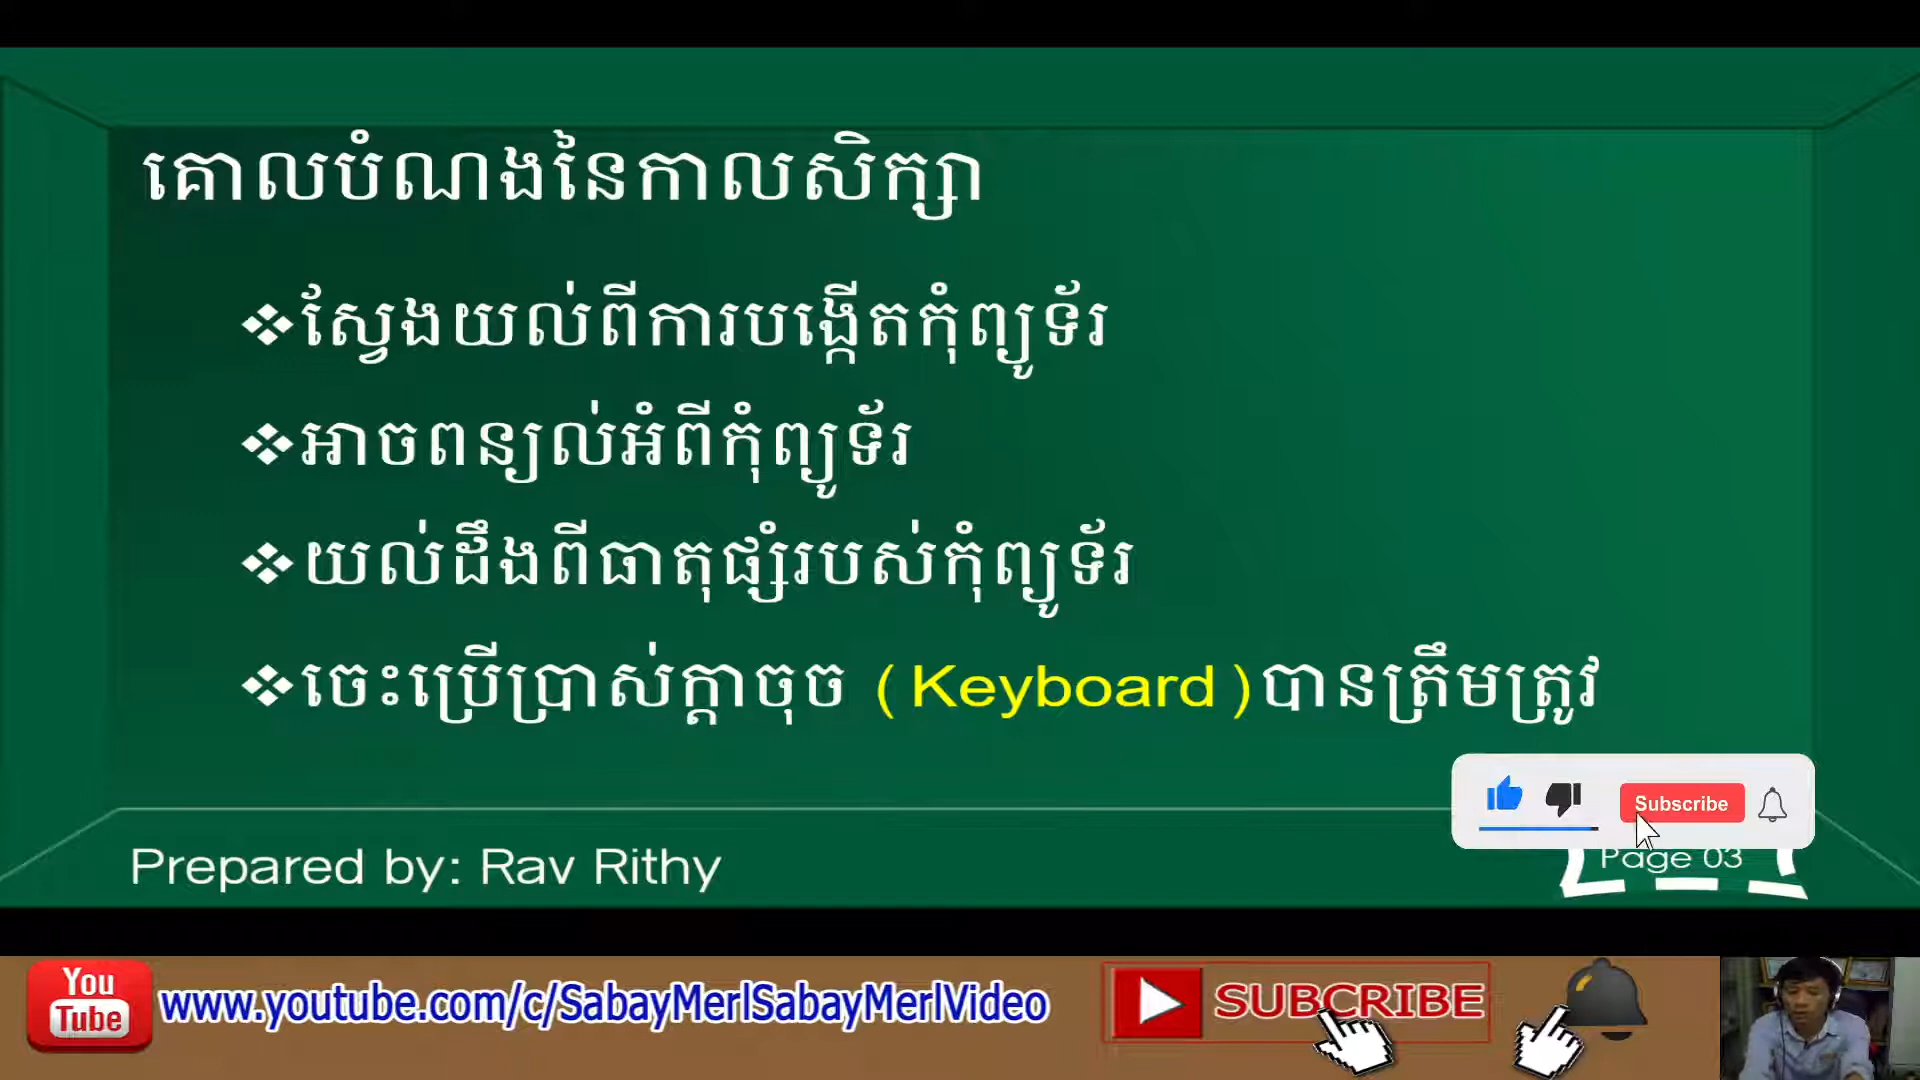 គោលបំណងនៃកាលសិក្សា
❖ស្វែងយល់ពីការបង្កើតកុំព្យូទ័រ
❖អាចពន្យល់អំពីកុំព្យូទ័រ
❖យល់ដឹងពីធាតុផ្សំរបស់កុំព្យូទ័រ
❖ចេះប្រើប្រាស់ក្តាចុច (Keyboard)បានត្រឹមត្រូវ
Subscribe
Prepared by: Rav Rithy
Page 03
You
Tube
www.youtube.com/c/SabayMerlSabayMerlVideo
SUBCRIBE